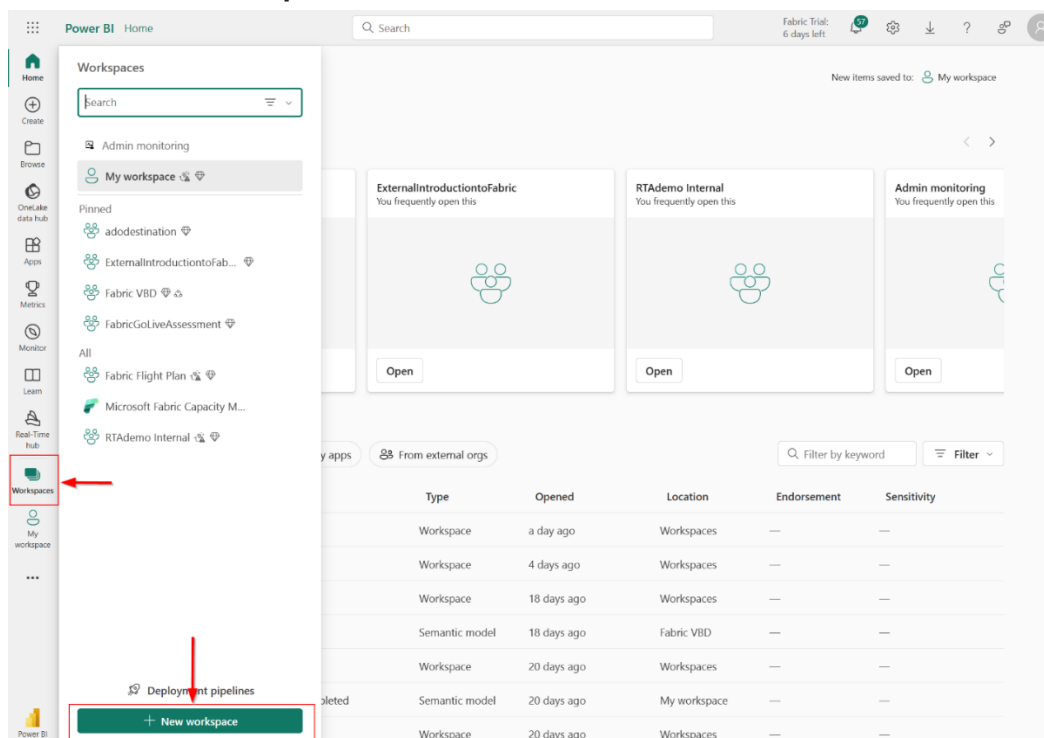 Power BI Home
Search
Fabric Trial:
6 days left
57
?
Home
Create
Browse
OneLake
data hub
Apps
Metrics
Monitor
Learn
Real-Time
hub
Workspaces
My
workspace
Power BI
Workspaces
Search
Admin monitoring
My workspace
Pinned
adodestination
ExternalIntroductiontoFab...
Fabric VBD
FabricGoLiveAssessment
All
Fabric Flight Plan
Microsoft Fabric Capacity M...
RTAdemo Internal
Deployment pipelines
+ New workspace
New items saved to: My workspace
ExternalIntroductiontoFabric
You frequently open this
Open
RTAdemo Internal
You frequently open this
Open
Admin monitoring
You frequently open this
Open
y apps
From external orgs
Filter by keyword
Filter
Type Opened Location Endorsement Sensitivity
Workspace a day ago Workspaces — —
Workspace 4 days ago Workspaces — —
Workspace 18 days ago Workspaces — —
Semantic model 18 days ago Fabric VBD — —
Workspace 20 days ago Workspaces — —
pleted Semantic model 20 days ago My workspace — —
Workspace 20 days ago Workspaces — —